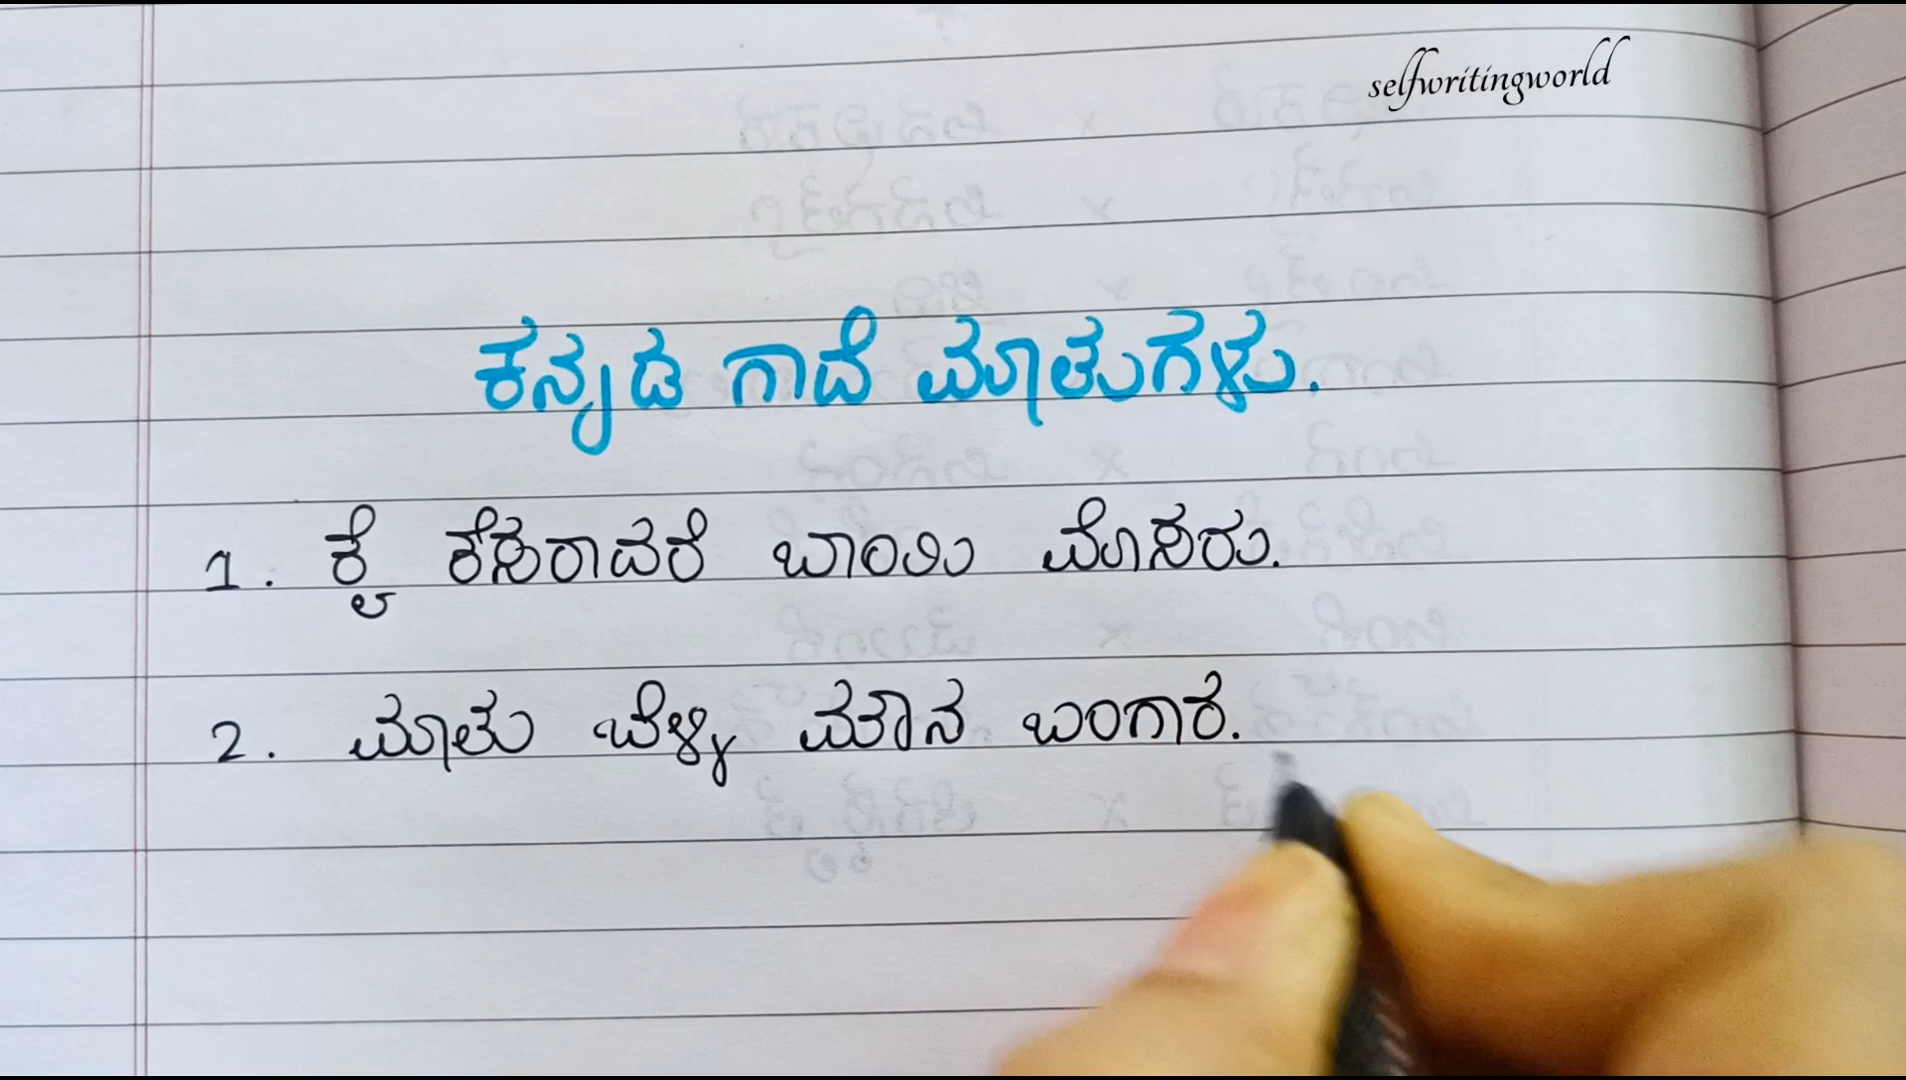 selfwritingworld
ಕನ್ನಡ ಗಾದೆ ಮಾತುಗಳು.
1. ಕೈ ಕೆಸರಾದರೆ ಬಾಯಿ ಮೊಸರು.
2. ಮಾತು ಬೆಳ್ಳಿ ಮೌನ ಬಂಗಾರ.